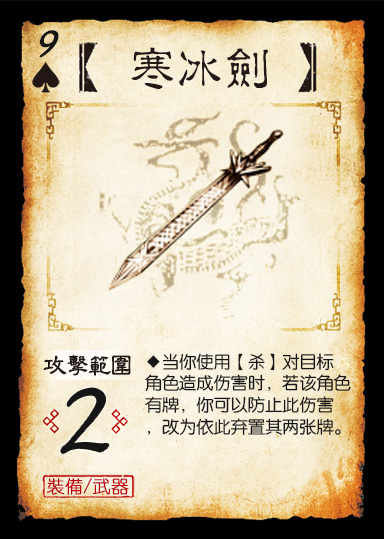 9
【 寒冰劍 】
攻擊範圍
2
◆当你使用【杀】对目标
角色造成伤害时，若该角色
有牌，你可以防止此伤害
，改为依此弃置其两张牌。
裝備/武器